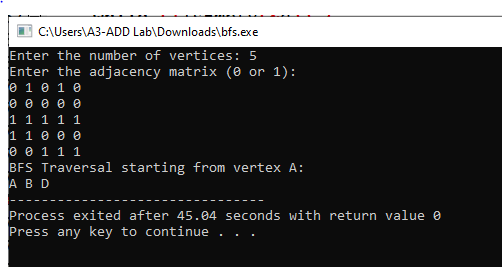 C:\Users\A3-ADD Lab\Downloads\bfs.exe
Enter the number of vertices: 5
Enter the adjacency matrix (0 or 1):
0 1 0 1 0
0 0 0 0 0
1 1 1 1 1
1 1 0 0 0
0 0 1 1 1
BFS Traversal starting from vertex A:
A B D
--------------------------------
Process exited after 45.04 seconds with return value 0
Press any key to continue . . .